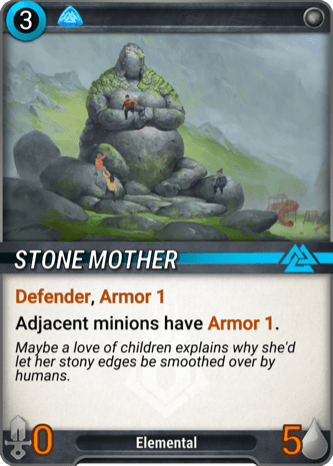 3
STONE MOTHER
Defender, Armor 1
Adjacent minions have Armor 1.
Maybe a love of children explains why she'd
let her stony edges be smoothed over by
humans.
0
Elemental
5